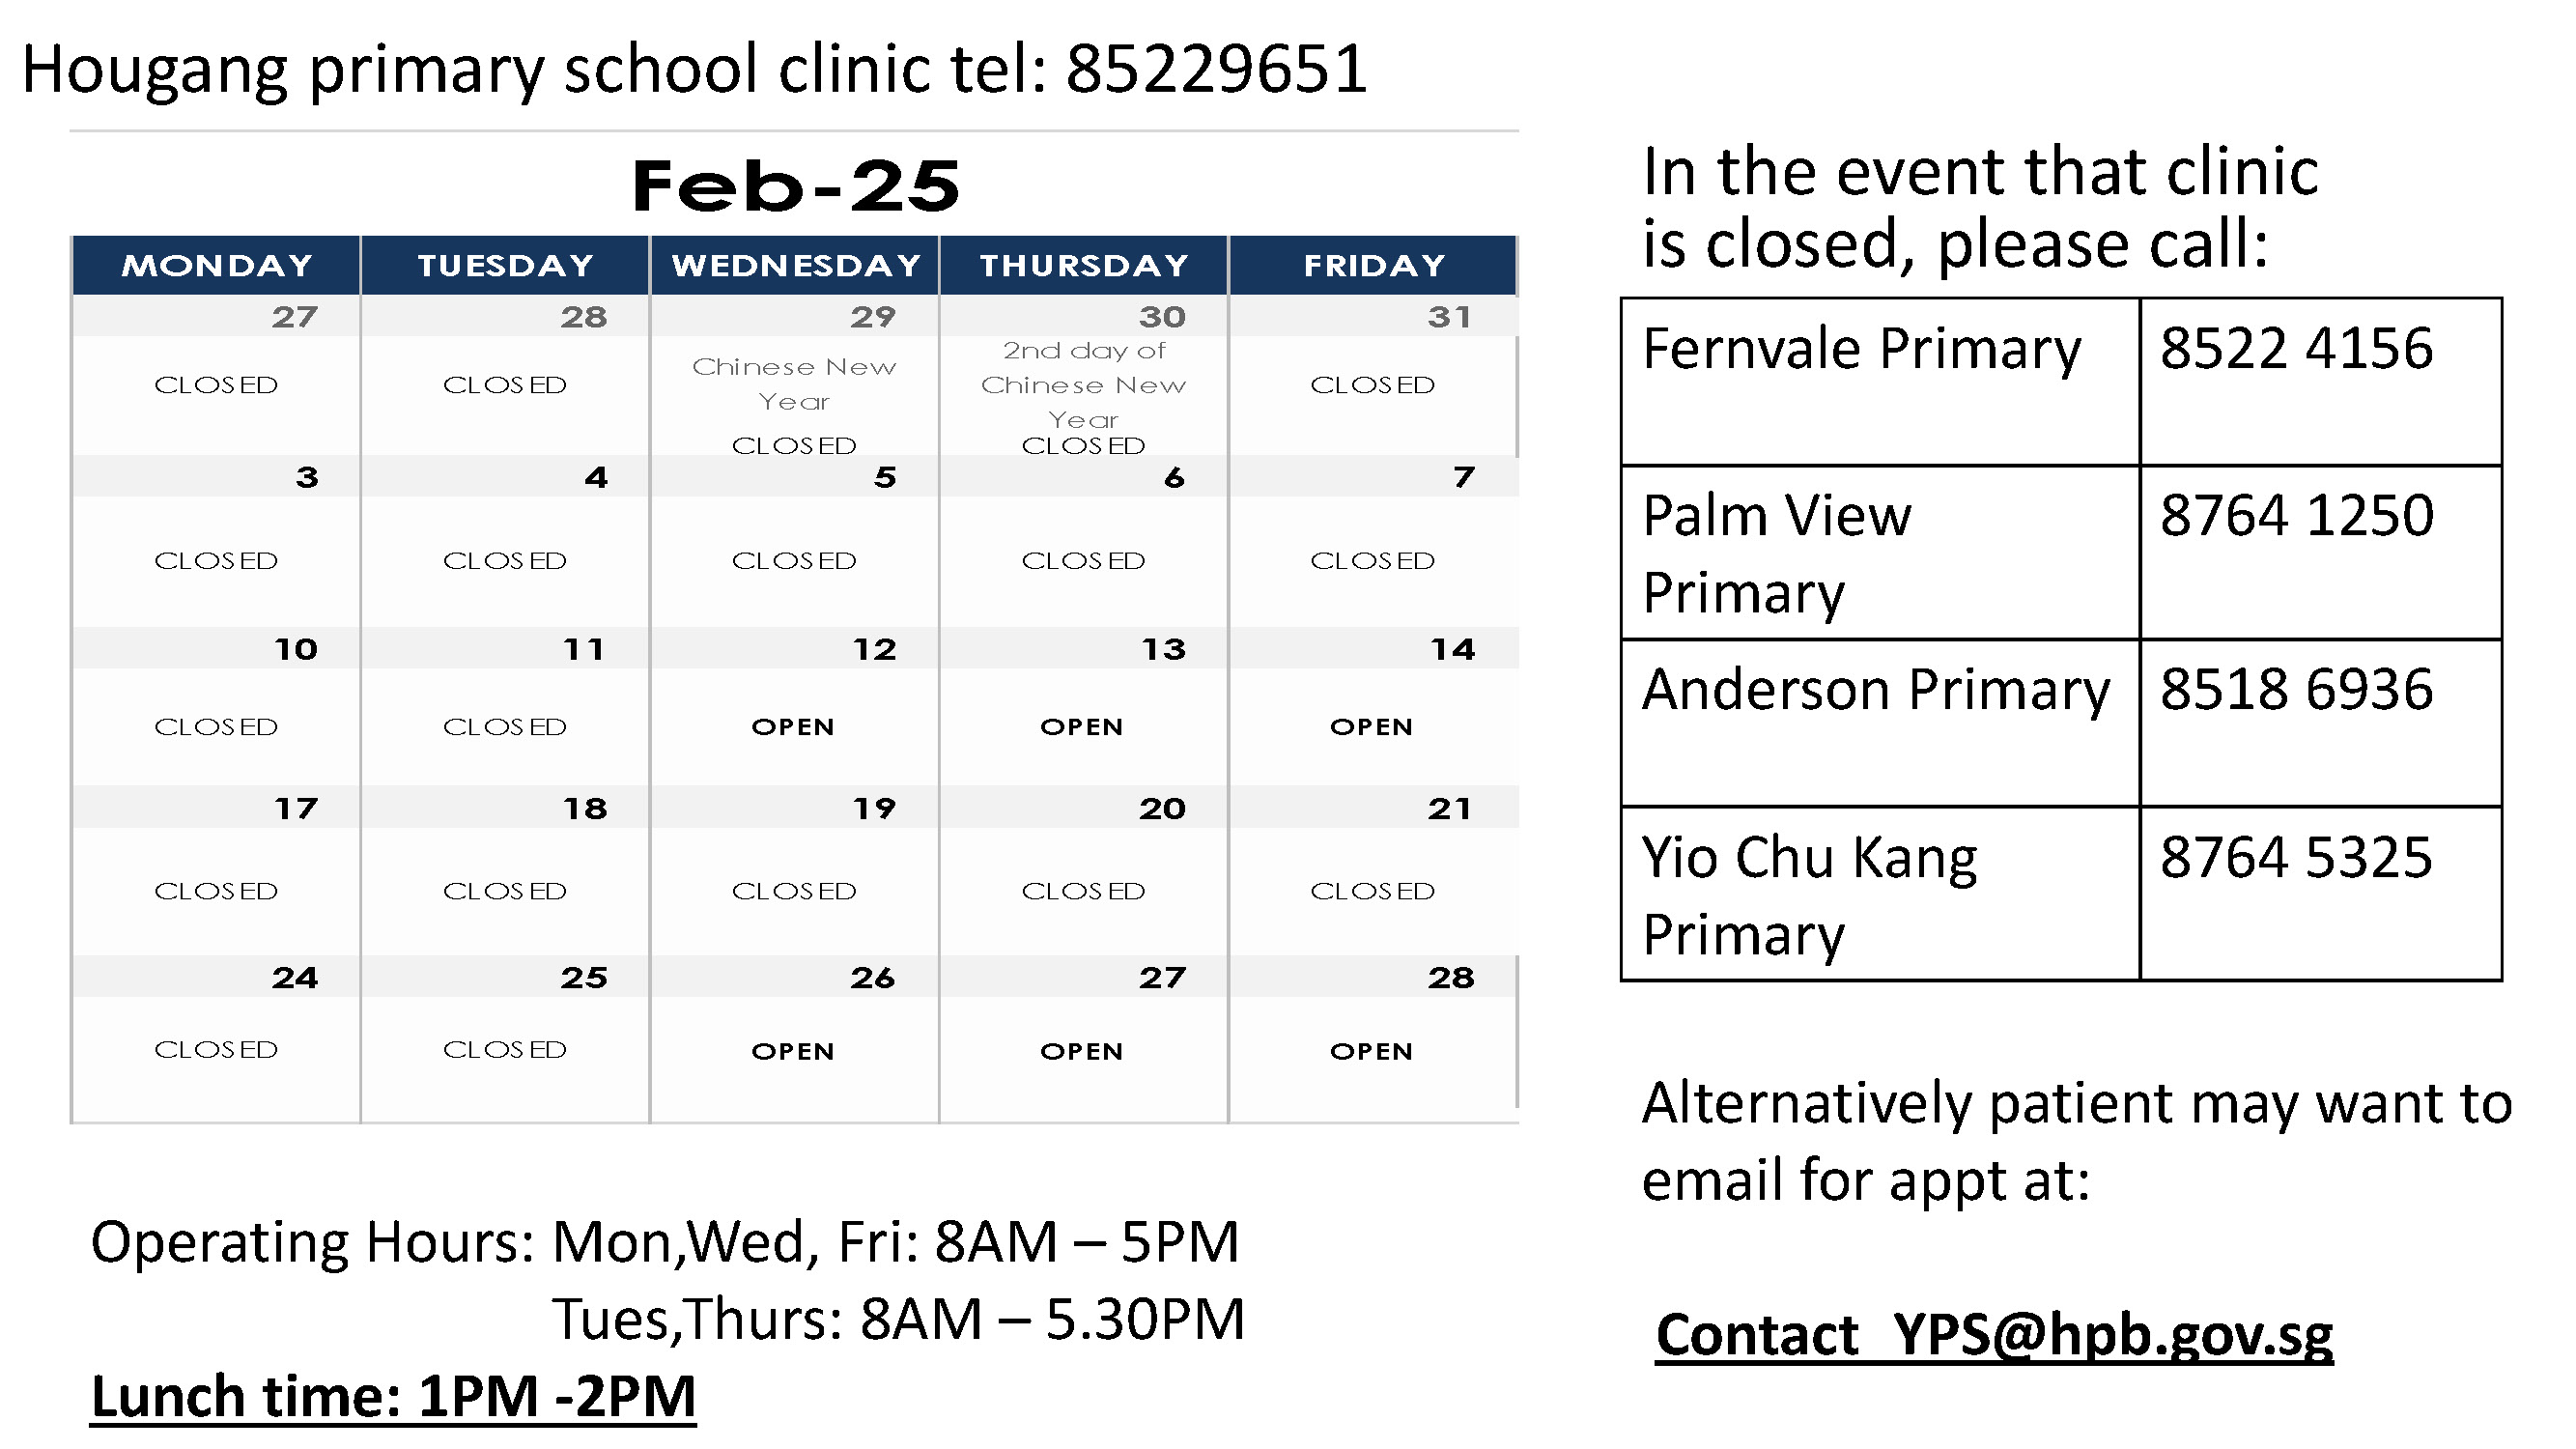 Hougang primary school clinic tel: 85229651
Feb-25
MONDAY TUESDAY WEDNESDAY THURSDAY FRIDAY
27 28 29 30 31
CLOSED CLOSED Chinese New Year CLOSED 2nd day of Chinese New Year CLOSED CLOSED
3 4 5 6 7
CLOSED CLOSED CLOSED CLOSED CLOSED
10 11 12 13 14
CLOSED CLOSED OPEN OPEN OPEN
17 18 19 20 21
CLOSED CLOSED CLOSED CLOSED CLOSED
24 25 26 27 28
CLOSED CLOSED OPEN OPEN OPEN
Operating Hours: Mon,Wed, Fri: 8AM – 5PM
Tues,Thurs: 8AM – 5.30PM
Lunch time: 1PM -2PM
In the event that clinic
is closed, please call:
Fernvale Primary 8522 4156
Palm View 8764 1250
Primary
Anderson Primary 8518 6936
Yio Chu Kang 8764 5325
Primary
Alternatively patient may want to
email for appt at:
Contact YPS@hpb.gov.sg